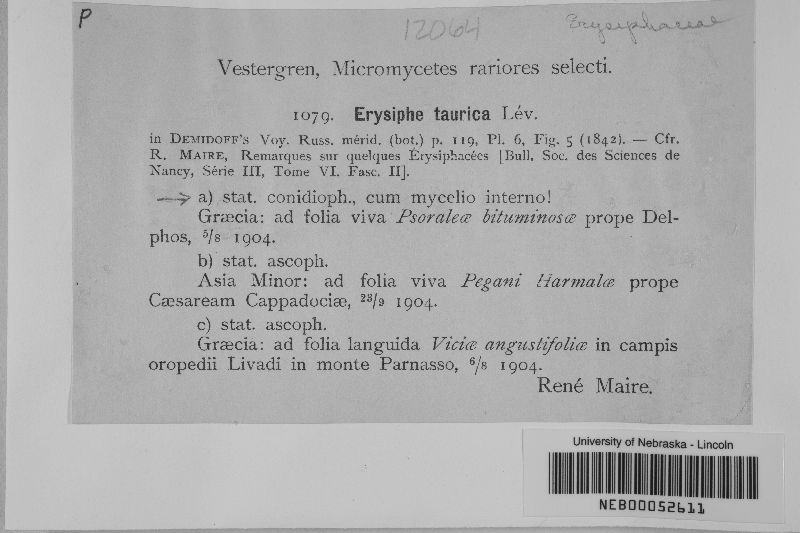 P
12064
Erysiphaceae
Vestergren, Micromycetes rariores selecti.
1079. Erysiphe taurica Lév.
in DEMIDOFF'S Voy. Russ. mérid. (bot.) p. 119, Pl. 6, Fig. 5 (1842). — Cfr.
R. MAIRE, Remarques sur quelques Érysiphacées [Bull. Soc. des Sciences de
Nancy, Série III, Tome VI. Fasc. II].
→ a) stat. conidioph., cum mycelio interno!
Græcia: ad folia viva Psoraleæ bituminosæ prope Del-
phos, 5/8 1904.
b) stat. ascoph.
Asia Minor: ad folia viva Pegani Harmalæ prope
Cæsaream Cappadociæ, 23/9 1904.
c) stat. ascoph.
Græcia: ad folia languida Viciæ angustifoliæ in campis
oropedii Livadi in monte Parnasso, 6/8 1904.
René Maire.
University of Nebraska - Lincoln
NEB00052611